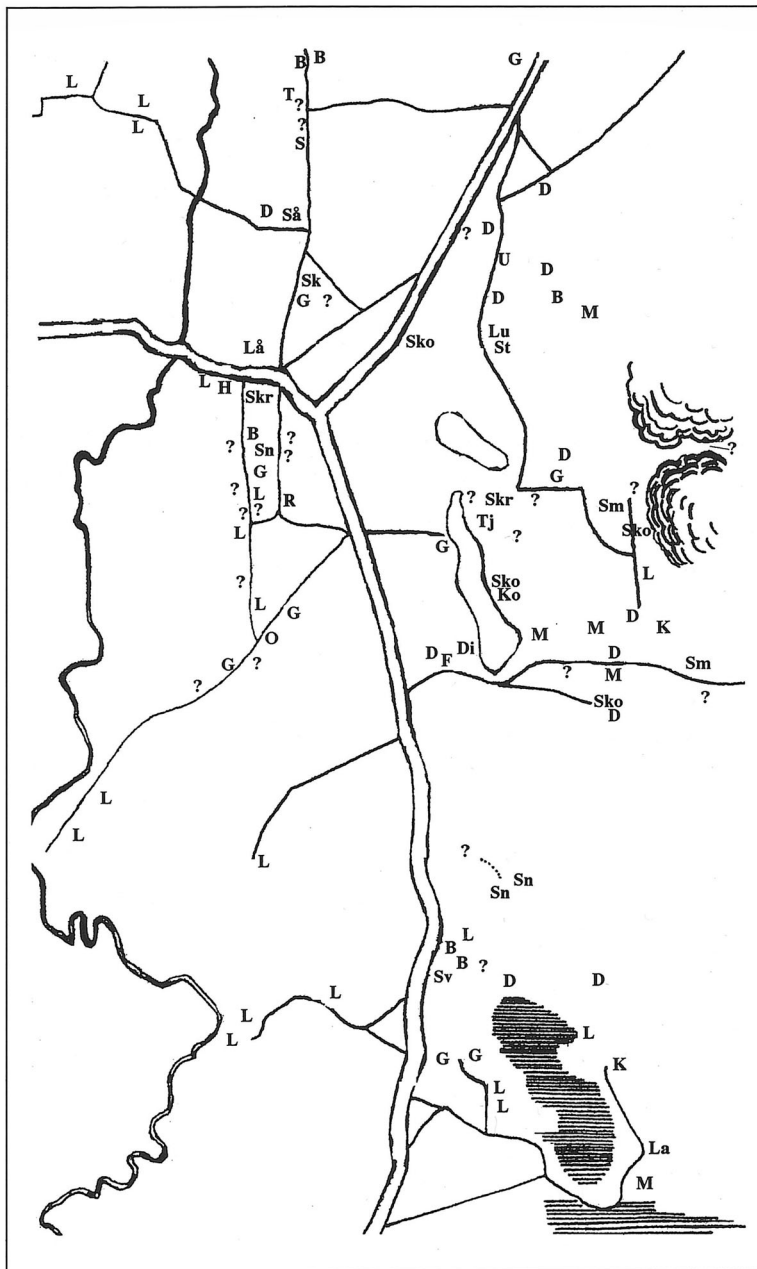 B B
G
L
L
L
T
?
?
S
D
D Så
? D
U
D
Sk
D B
G ?
M
Lu
Lå
Sko
St
L H
Skr
B ?
?
Sn
?
D
G
G
?
L
? Skr ?
Sm
?
R
? ?
L
Tj
?
Sko
G
L
?
Sko
Ko
L
G
D
O
M M K
D F Di
D
G ?
?
M
Sm
?
Sko
?
D
L
L
L
?
Sn
Sn
L
B
B ?
Sv
D D
L
L
L
L
G G
K
L
L
La
M